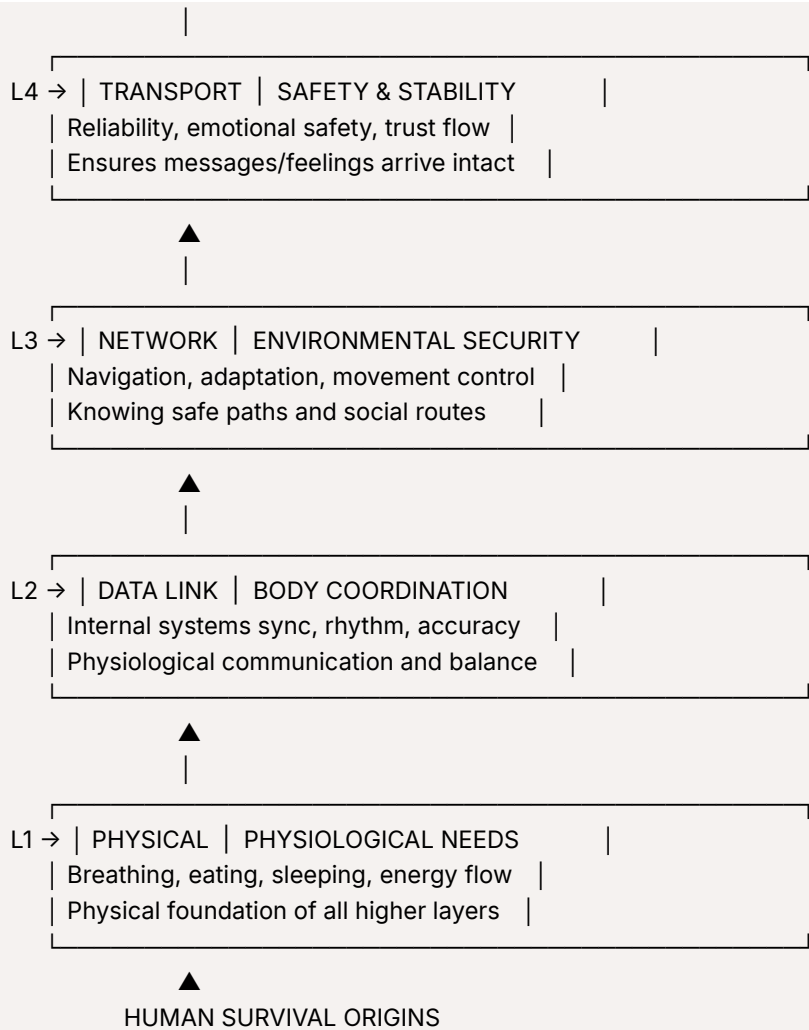 L4 → | TRANSPORT | SAFETY & STABILITY |
| Reliability, emotional safety, trust flow |
| Ensures messages/feelings arrive intact |
▲
|
L3 → | NETWORK | ENVIRONMENTAL SECURITY |
| Navigation, adaptation, movement control |
| Knowing safe paths and social routes |
▲
|
L2 → | DATA LINK | BODY COORDINATION |
| Internal systems sync, rhythm, accuracy |
| Physiological communication and balance |
▲
|
L1 → | PHYSICAL | PHYSIOLOGICAL NEEDS |
| Breathing, eating, sleeping, energy flow |
| Physical foundation of all higher layers |
▲
HUMAN SURVIVAL ORIGINS